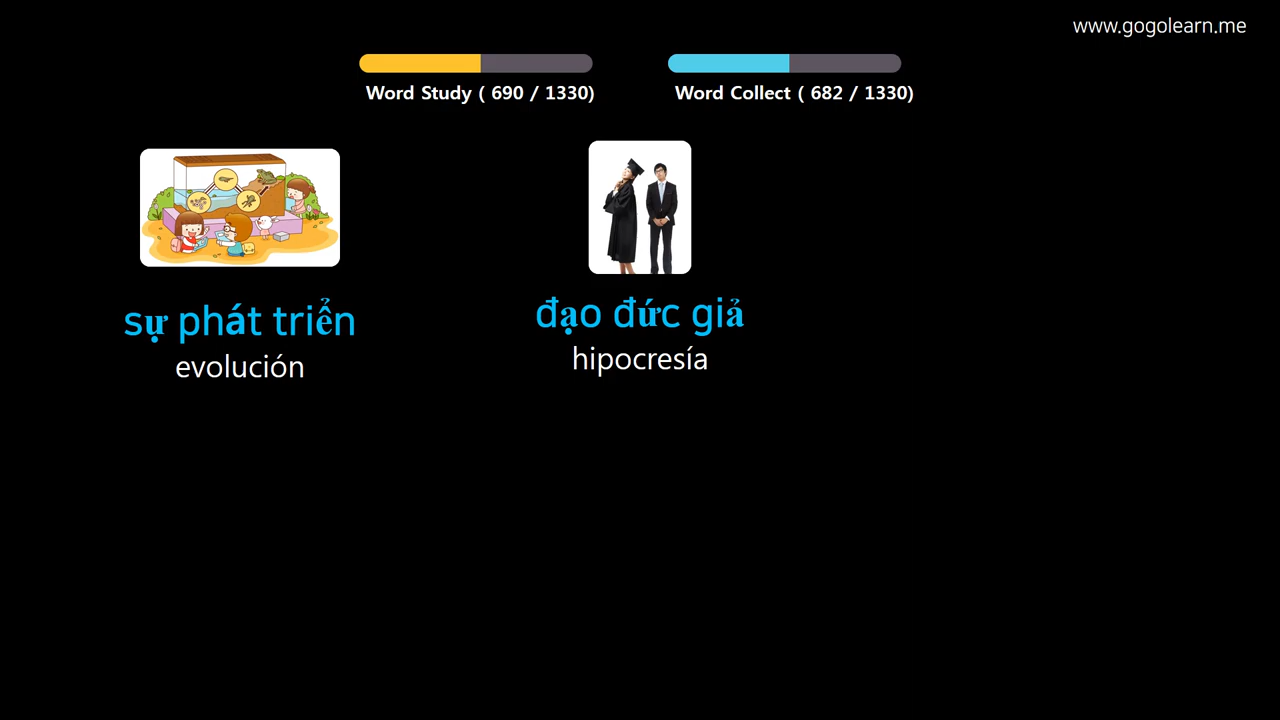 www.gogolearn.me
Word Study ( 690 / 1330)
Word Collect ( 682 / 1330)
sự phát triển
evolución
đạo đức giả
hipocresía